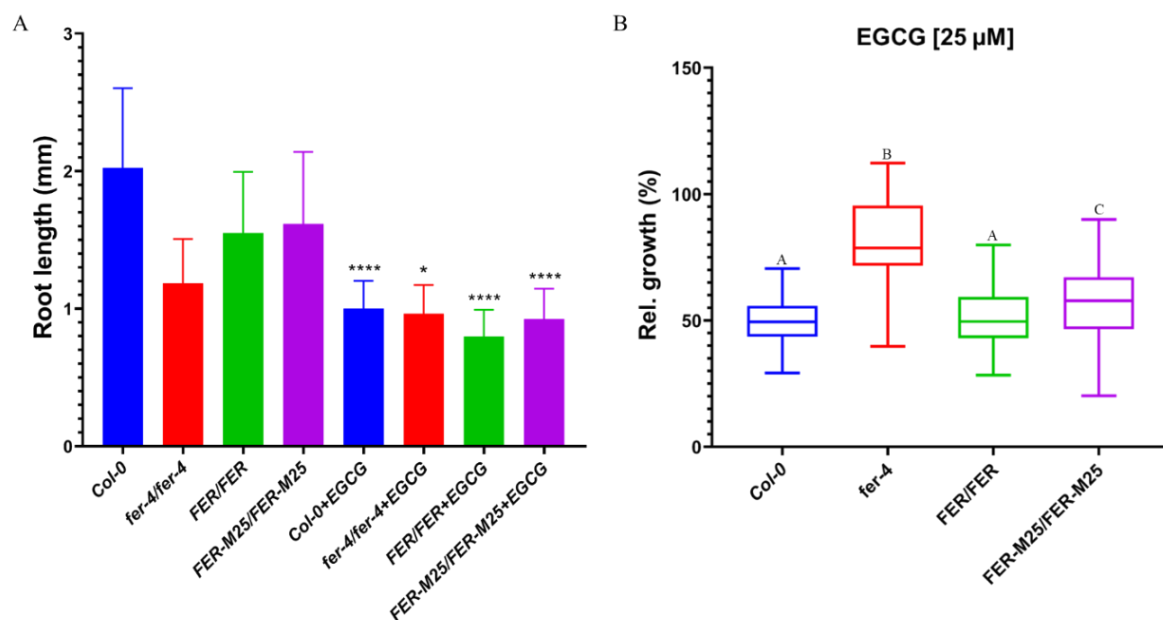 A
Root length (mm)
3
2
1
0
****
*
****
****
Col-0
fer-4/fer-4
FER/FER
FER-M25/FER-M25
Col-0+EGCG
fer-4/fer-4+EGCG
FER/FER+EGCG
FER-M25/FER-M25+EGCG
B
EGCG [25 µM]
Rel. growth (%)
150
100
50
0
A
B
A
C
Col-0
fer-4
FER/FER
FER-M25/FER-M25